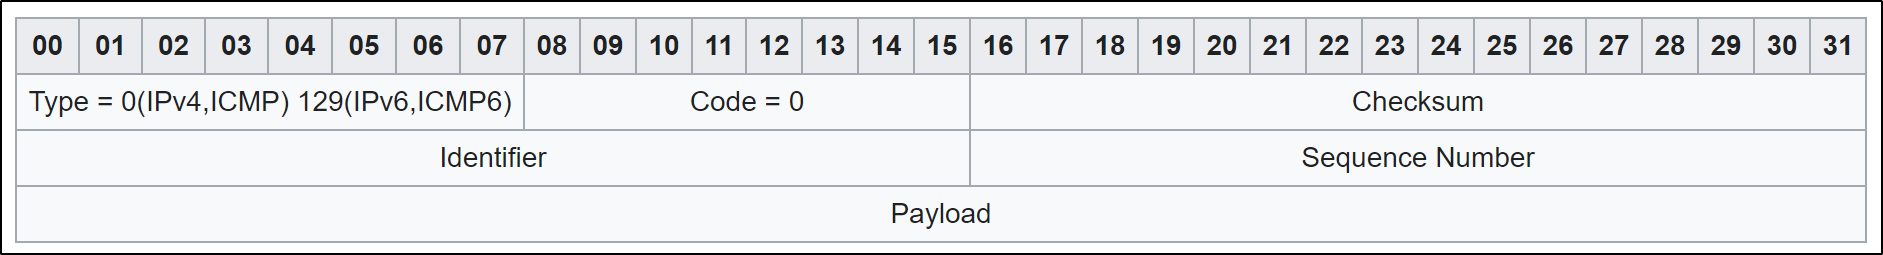 00 01 02 03 04 05 06 07 08 09 10 11 12 13 14 15 16 17 18 19 20 21 22 23 24 25 26 27 28 29 30 31
Type = 0(IPv4,ICMP) 129(IPv6,ICMP6) Code = 0 Checksum
Identifier Sequence Number
Payload